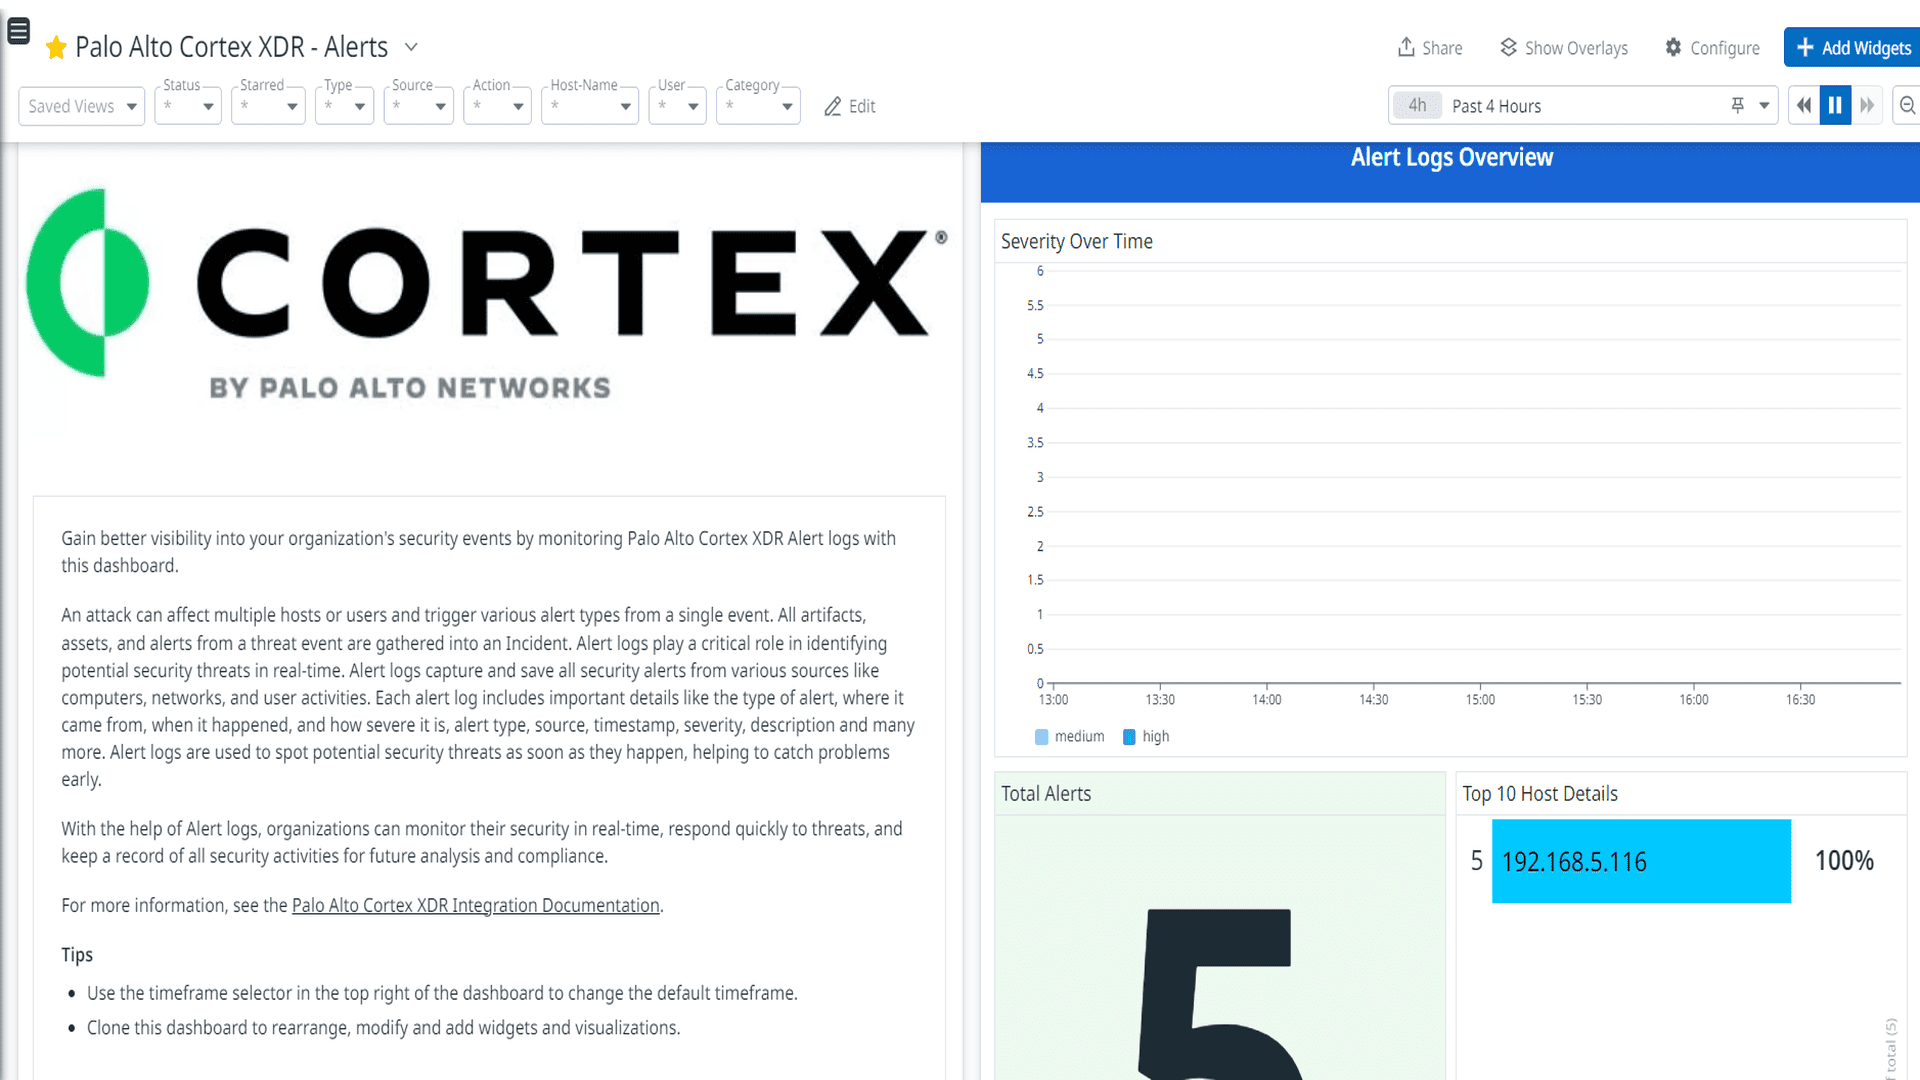 Palo Alto Cortex XDR - Alerts
Share
Show Overlays
Configure
+ Add Widgets
Saved Views
Status
*
Starred
*
Type
*
Source
*
Action
*
Host-Name
*
User
*
Category
*
Edit
4h Past 4 Hours
CORTEX®
BY PALO ALTO NETWORKS
Gain better visibility into your organization's security events by monitoring Palo Alto Cortex XDR Alert logs with
this dashboard.
An attack can affect multiple hosts or users and trigger various alert types from a single event. All artifacts,
assets, and alerts from a threat event are gathered into an Incident. Alert logs play a critical role in identifying
potential security threats in real-time. Alert logs capture and save all security alerts from various sources like
computers, networks, and user activities. Each alert log includes important details like the type of alert, where it
came from, when it happened, and how severe it is, alert type, source, timestamp, severity, description and many
more. Alert logs are used to spot potential security threats as soon as they happen, helping to catch problems
early.
With the help of Alert logs, organizations can monitor their security in real-time, respond quickly to threats, and
keep a record of all security activities for future analysis and compliance.
For more information, see the Palo Alto Cortex XDR Integration Documentation.
Tips
• Use the timeframe selector in the top right of the dashboard to change the default timeframe.
• Clone this dashboard to rearrange, modify and add widgets and visualizations.
Alert Logs Overview
Severity Over Time
6
5.5
5
4.5
4
3.5
3
2.5
2
1.5
1
0.5
0
13:00 13:30 14:00 14:30 15:00 15:30 16:00 16:30
medium high
Total Alerts
5
Top 10 Host Details
5 192.168.5.116 100%
total (5)